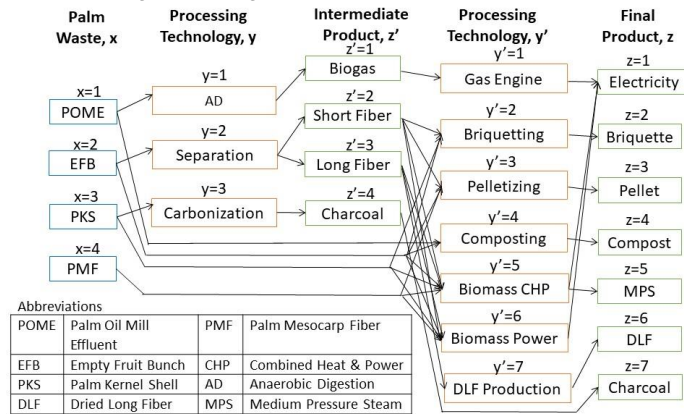 Palm Waste, x
Processing Technology, y
Intermediate Product, z'
Processing Technology, y'
Final Product, z
x=1
POME
x=2
EFB
x=3
PKS
x=4
PMF
y=1
AD
y=2
Separation
y=3
Carbonization
z'=1
Biogas
z'=2
Short Fiber
z'=3
Long Fiber
z'=4
Charcoal
y'=1
Gas Engine
y'=2
Briquetting
y'=3
Pelletizing
y'=4
Composting
y'=5
Biomass CHP
y'=6
Biomass Power
y'=7
DLF Production
z=1
Electricity
z=2
Briquette
z=3
Pellet
z=4
Compost
z=5
MPS
z=6
DLF
z=7
Charcoal
Abbreviations
POME Palm Oil Mill Effluent PMF Palm Mesocarp Fiber
EFB Empty Fruit Bunch CHP Combined Heat & Power
PKS Palm Kernel Shell AD Anaerobic Digestion
DLF Dried Long Fiber MPS Medium Pressure Steam